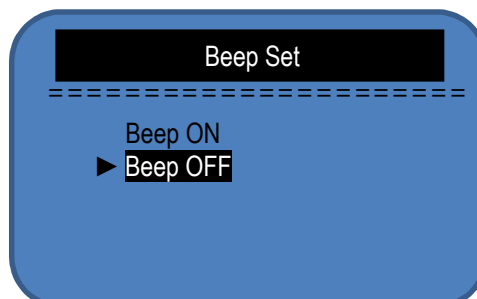 Beep Set
======================
Beep ON
► Beep OFF